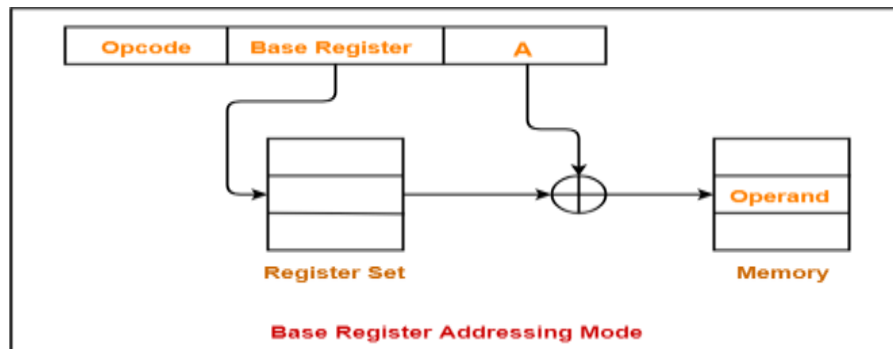 Opcode Base Register A
Operand
Register Set Memory
Base Register Addressing Mode